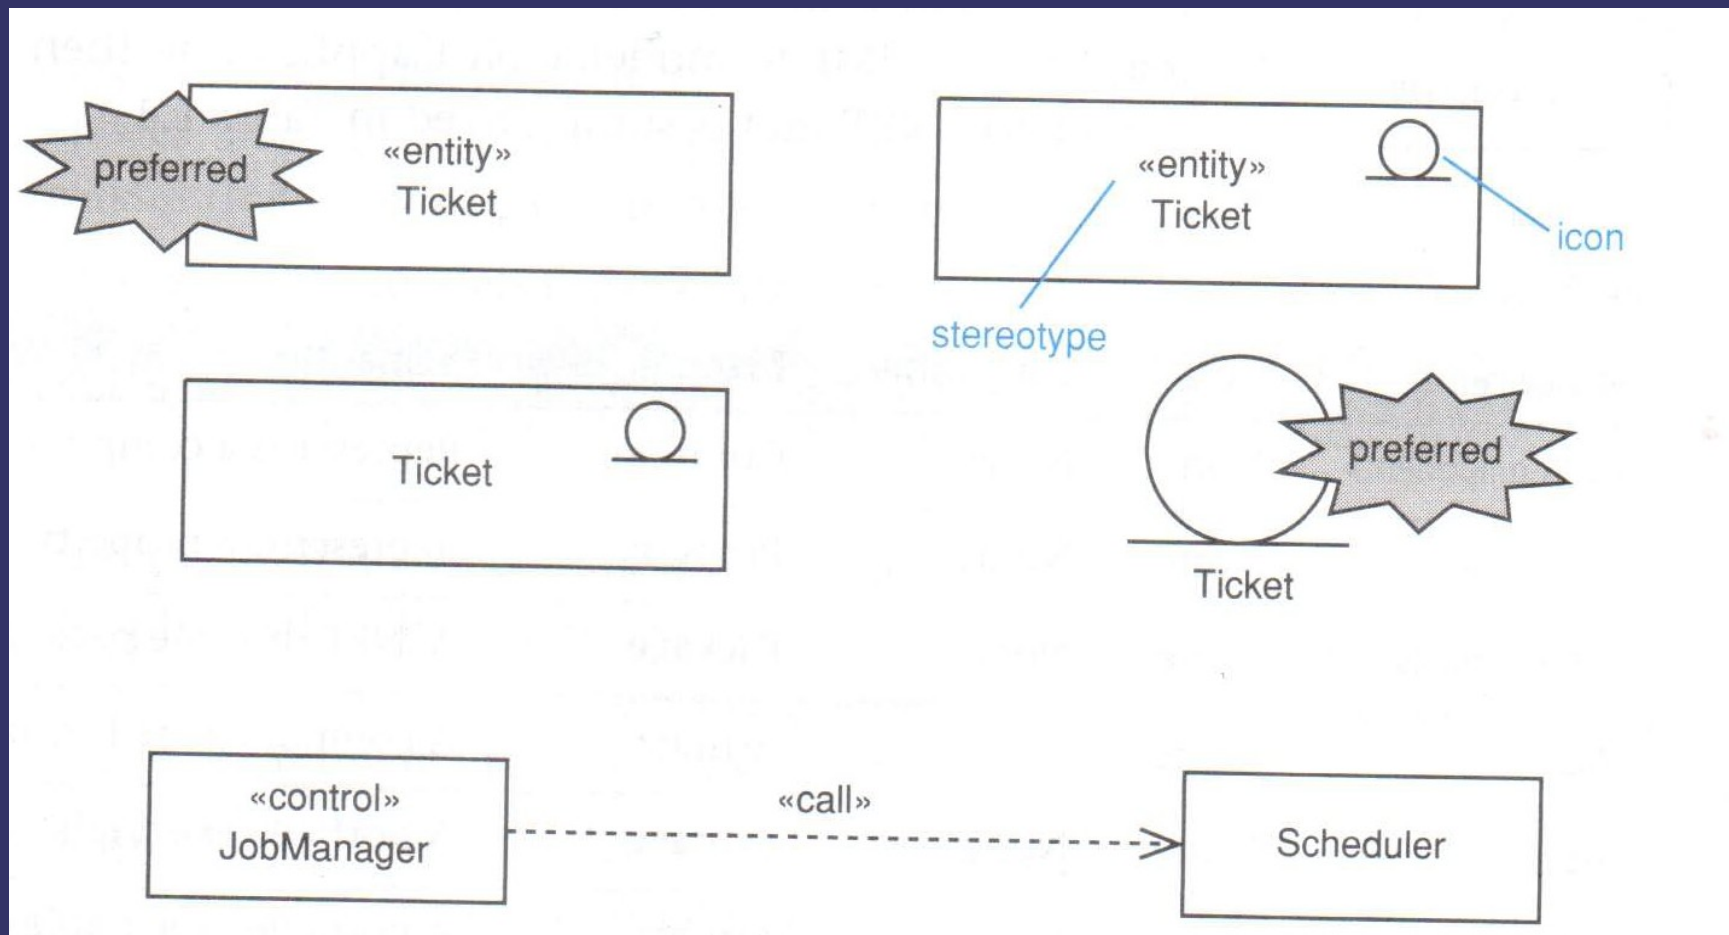 preferred
«entity»
Ticket
«entity»
Ticket
icon
stereotype
Ticket
preferred
Ticket
«control»
JobManager
«call»
Scheduler